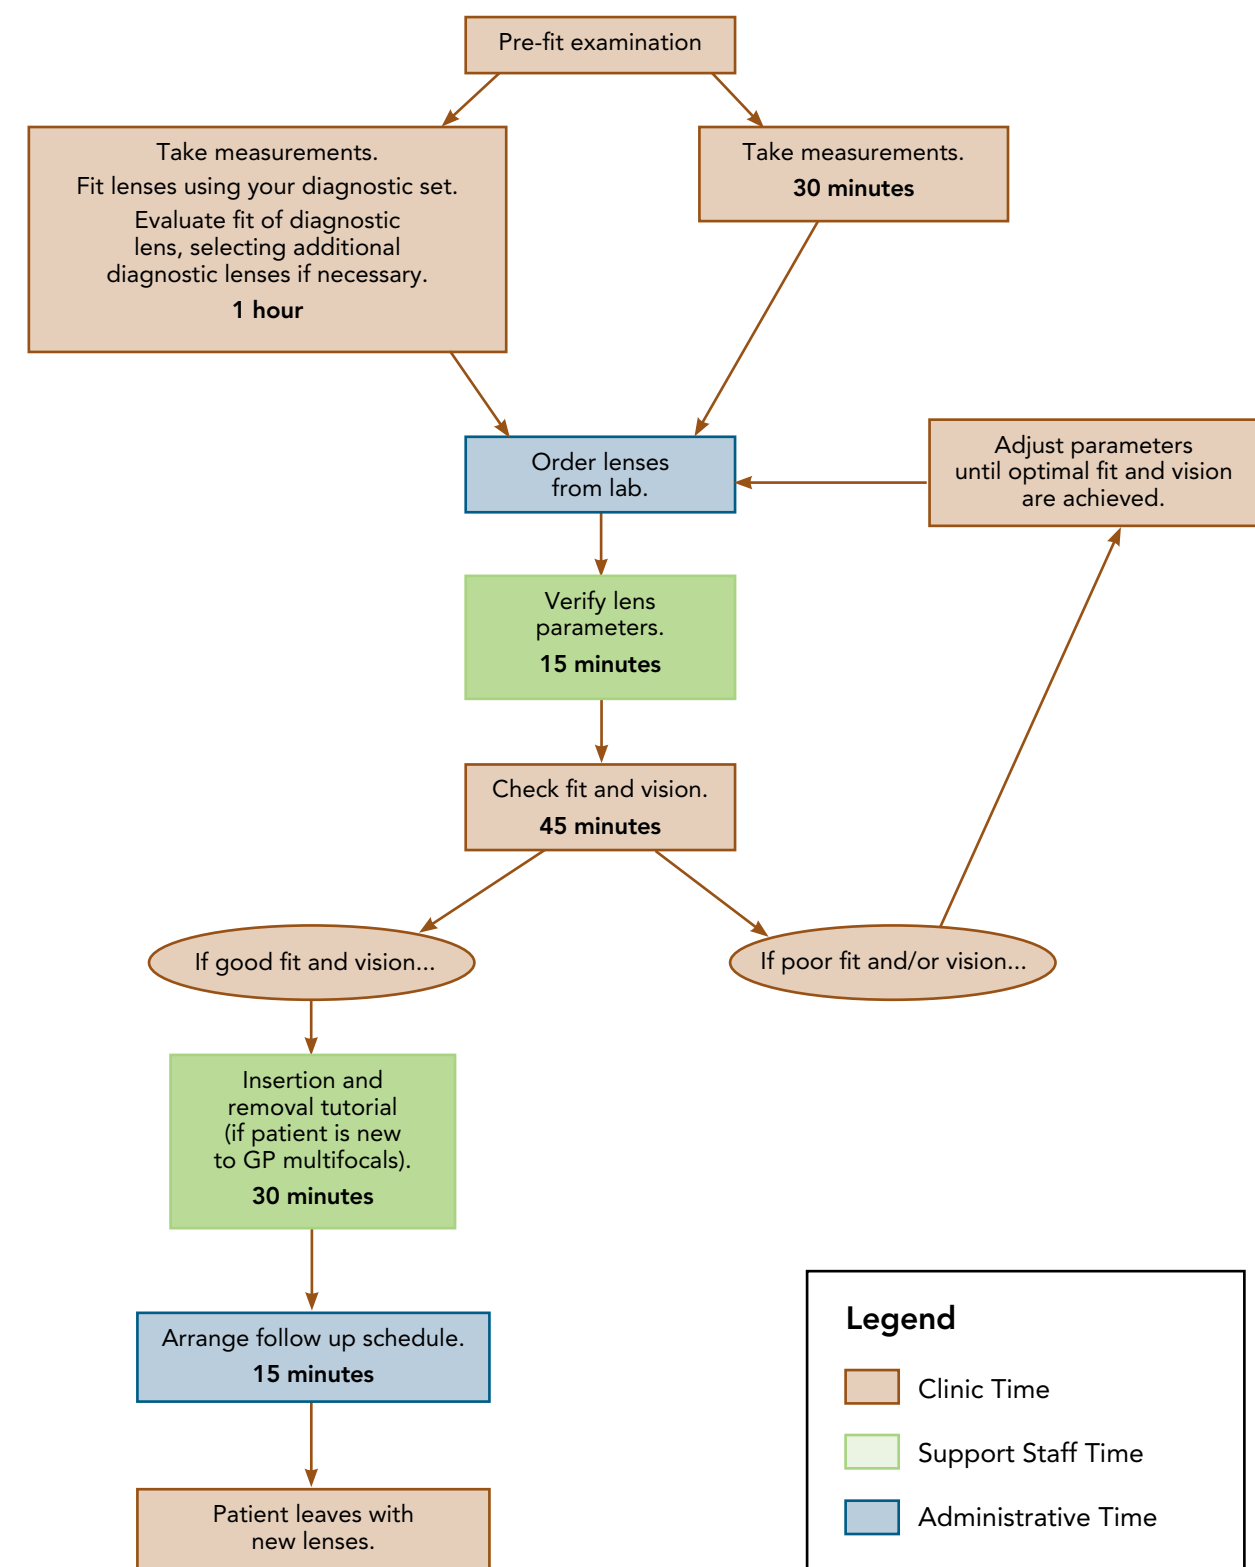 Pre-fit examination
Take measurements.
Fit lenses using your diagnostic set.
Evaluate fit of diagnostic
lens, selecting additional
diagnostic lenses if necessary.
1 hour
Take measurements.
30 minutes
Order lenses
from lab.
Adjust parameters
until optimal fit and vision
are achieved.
Verify lens
parameters.
15 minutes
Check fit and vision.
45 minutes
If good fit and vision...
If poor fit and/or vision...
Insertion and
removal tutorial
(if patient is new
to GP multifocals).
30 minutes
Arrange follow up schedule.
15 minutes
Patient leaves with
new lenses.
Legend
Clinic Time
Support Staff Time
Administrative Time